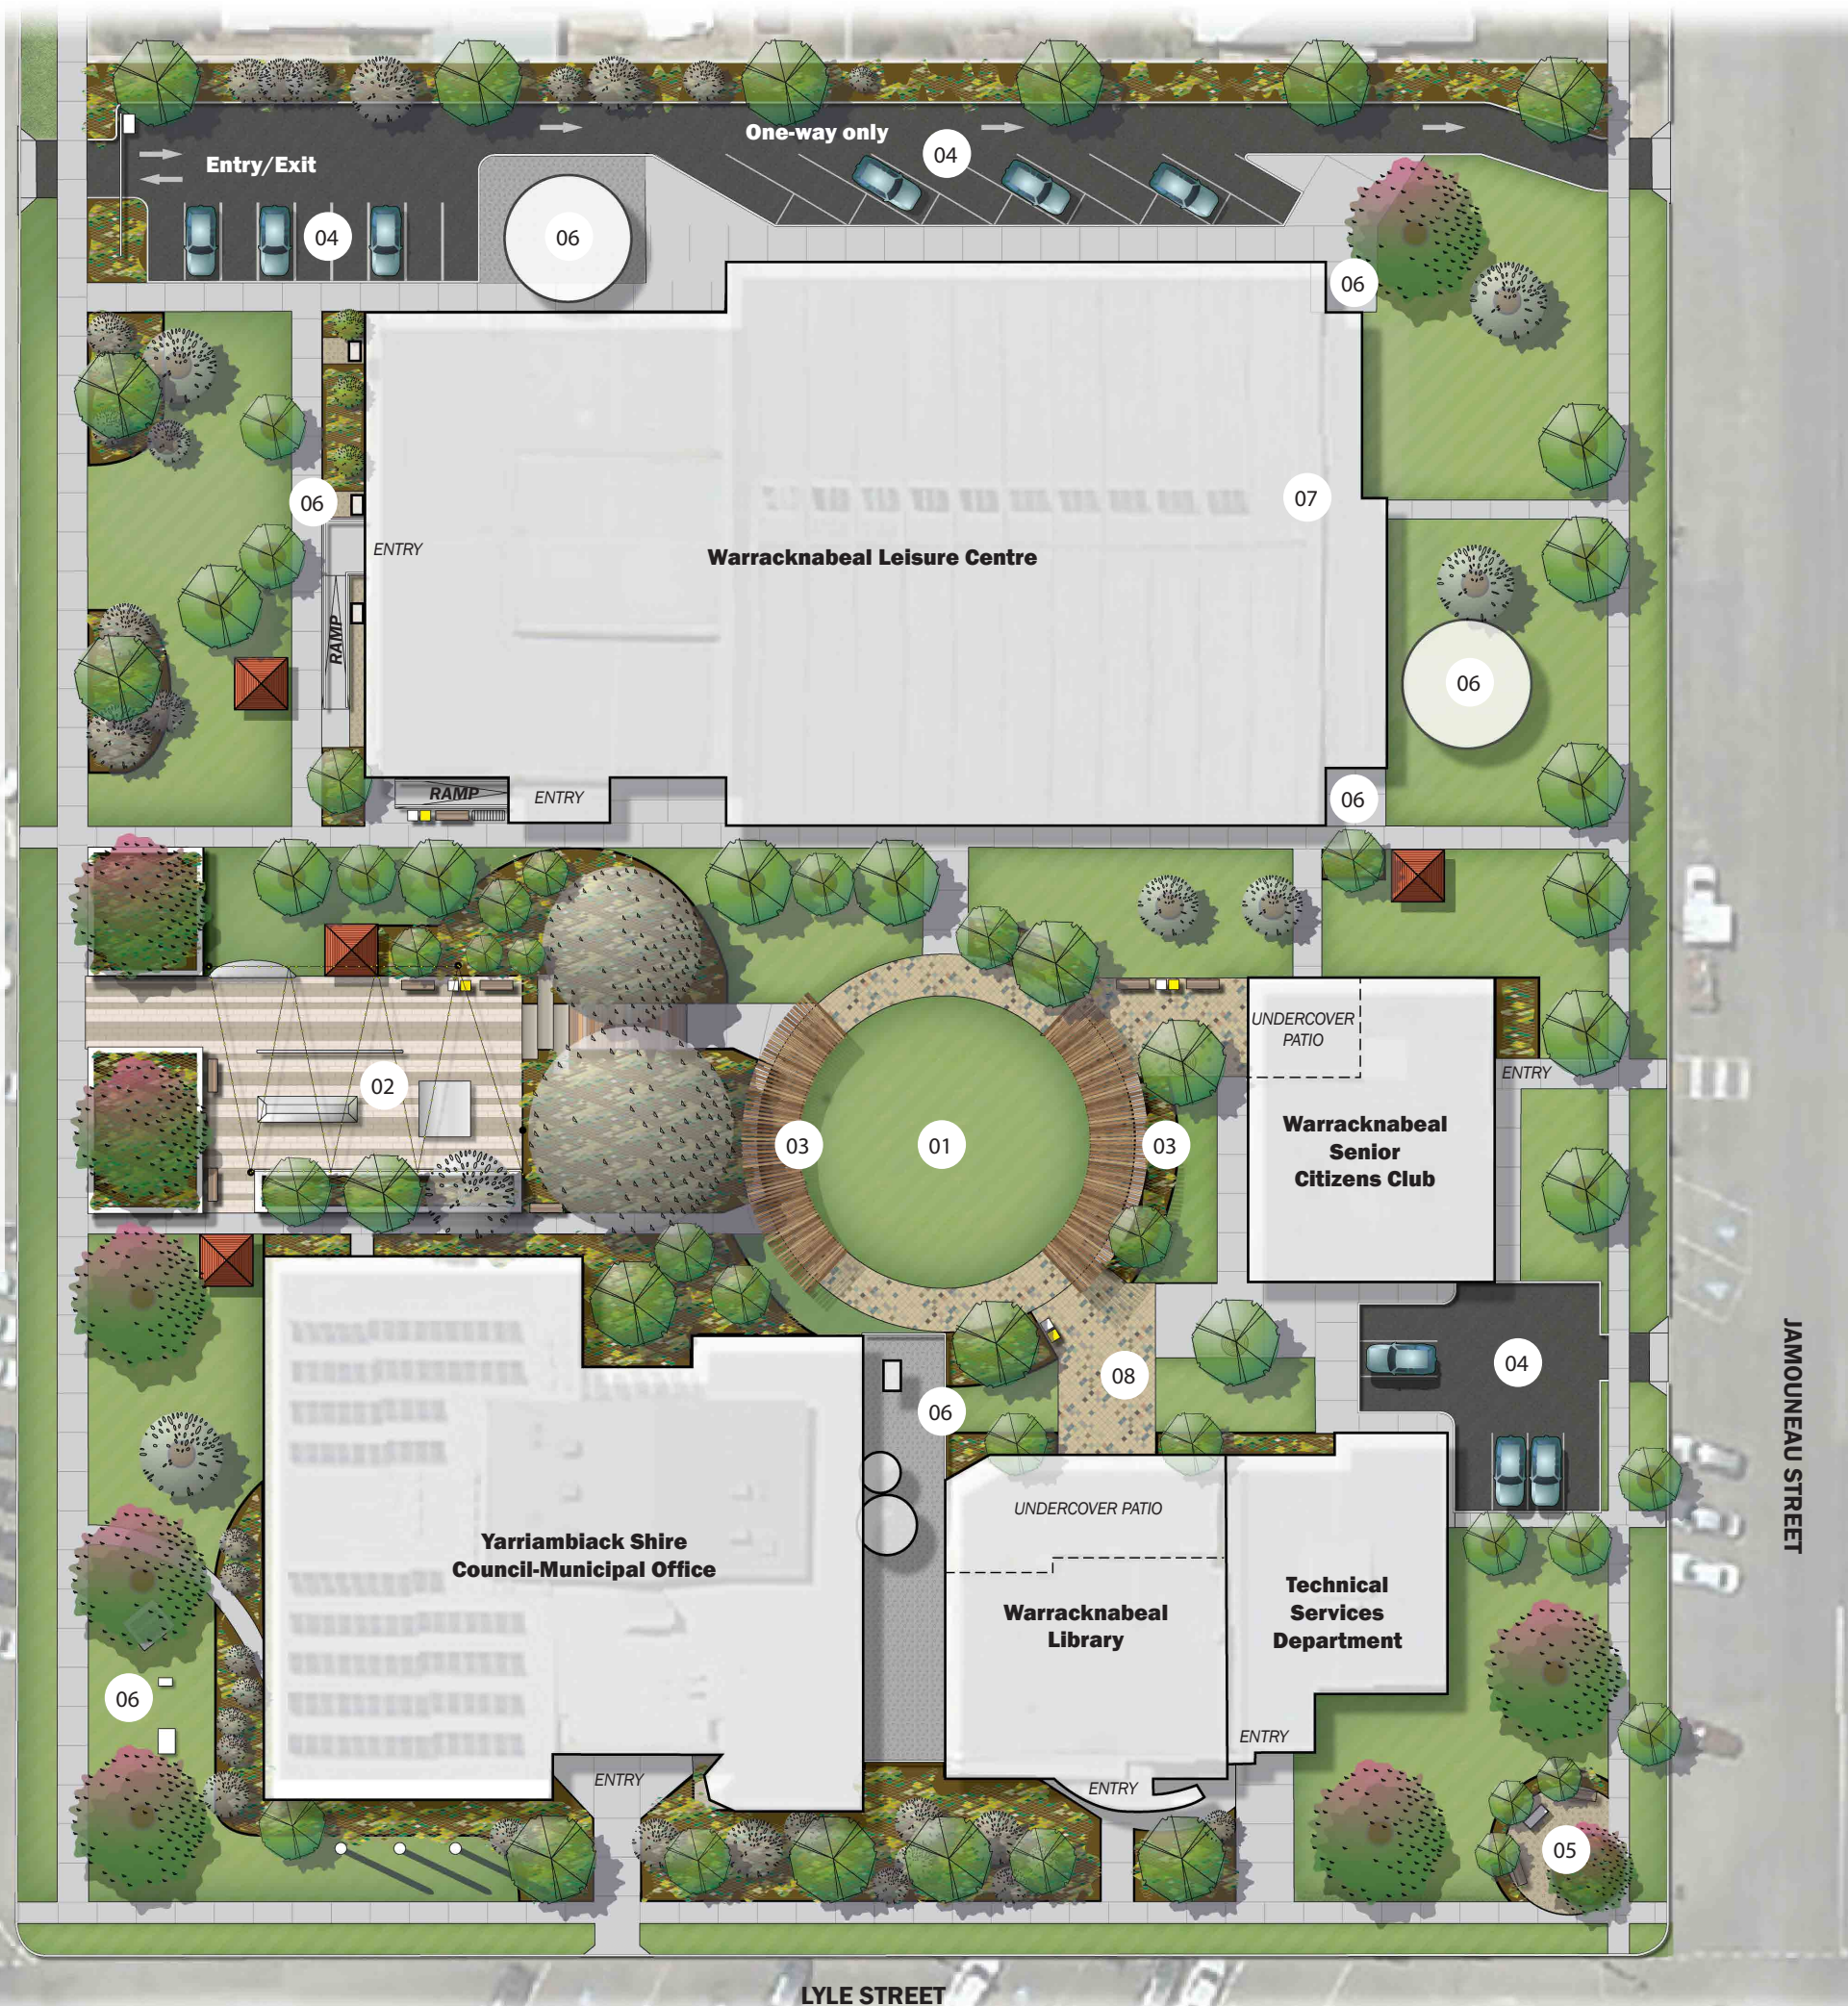 One-way only
04
Entry/Exit
04
06
06
07
06
ENTRY
Warracknabeal Leisure Centre
RAMP
06
RAMP
ENTRY
06
UNDERCOVER
PATIO
02
ENTRY
03
01
03
Warracknabeal
Senior
Citizens Club
04
08
06
JAMOUNEAU STREET
UNDERCOVER PATIO
Yarriambiack Shire
Council-Municipal Office
Warracknabeal
Library
Technical
Services
Department
06
ENTRY
ENTRY
ENTRY
05
LYLE STREET